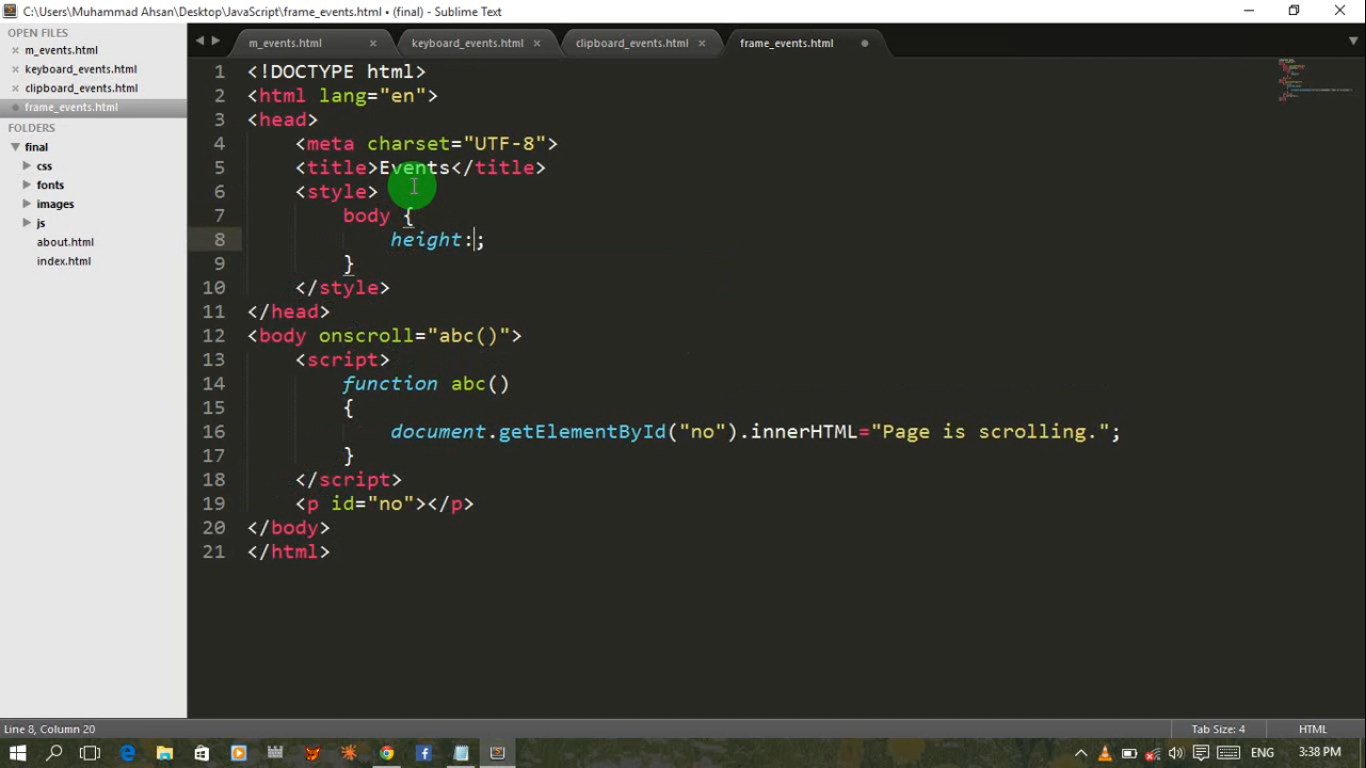 C:\Users\Muhammad Ahsan\Desktop\JavaScript\frame_events.html • (final) - Sublime Text
OPEN FILES
m_events.html
keyboard_events.html
clipboard_events.html
frame_events.html
FOLDERS
final
css
fonts
images
js
about.html
index.html
m_events.html keyboard_events.html clipboard_events.html frame_events.html
1 <!DOCTYPE html>
2 <html lang="en">
3 <head>
4 <meta charset="UTF-8">
5 <title>Events</title>
6 <style>
7 body {
8 height:;
9 }
10 </style>
11 </head>
12 <body onscroll="abc()">
13 <script>
14 function abc()
15 {
16 document.getElementById("no").innerHTML="Page is scrolling.";
17 }
18 </script>
19 <p id="no"></p>
20 </body>
21 </html>
Line 8, Column 20 Tab Size: 4 HTML
ENG 3:38 PM